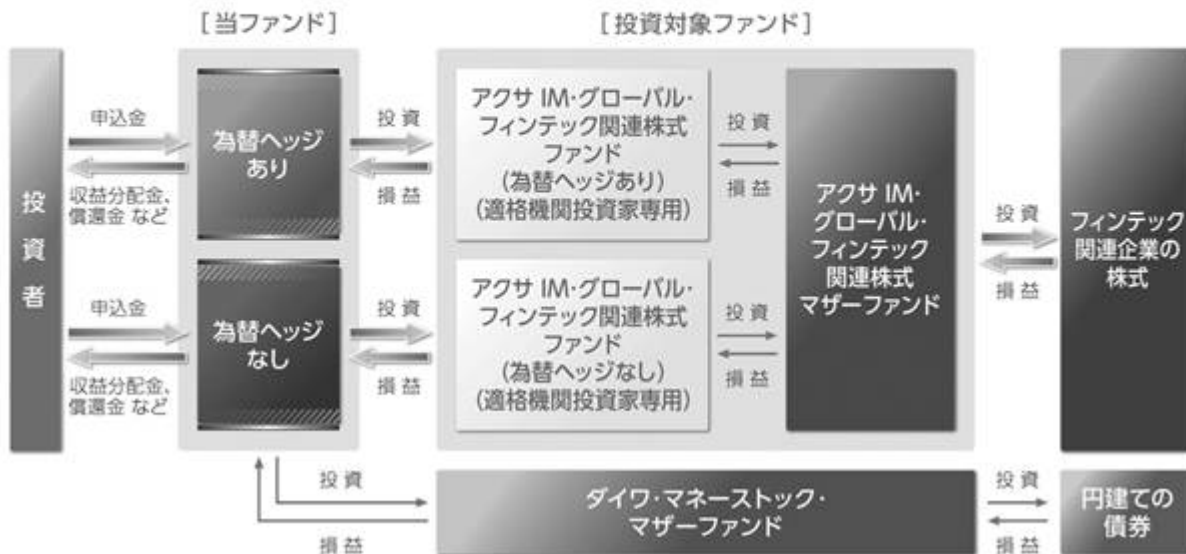 [当ファンド]
[投資対象ファンド]
投資者
申込金
収益分配金、
償還金 など
為替ヘッジ
あり
投 資
損 益
アクサ IM・グローバル・
フィンテック関連株式
ファンド
(為替ヘッジあり)
(適格機関投資家専用)
投 資
損 益
申込金
収益分配金、
償還金 など
為替ヘッジ
なし
投 資
損 益
アクサ IM・グローバル・
フィンテック関連株式
ファンド
(為替ヘッジなし)
(適格機関投資家専用)
投 資
損 益
アクサ IM・
グローバル・
フィンテック
関連株式
マザーファンド
投 資
損 益
フィンテック
関連企業の
株式
投 資
損 益
ダイワ・マネーストック・
マザーファンド
投 資
損 益
円建ての
債券